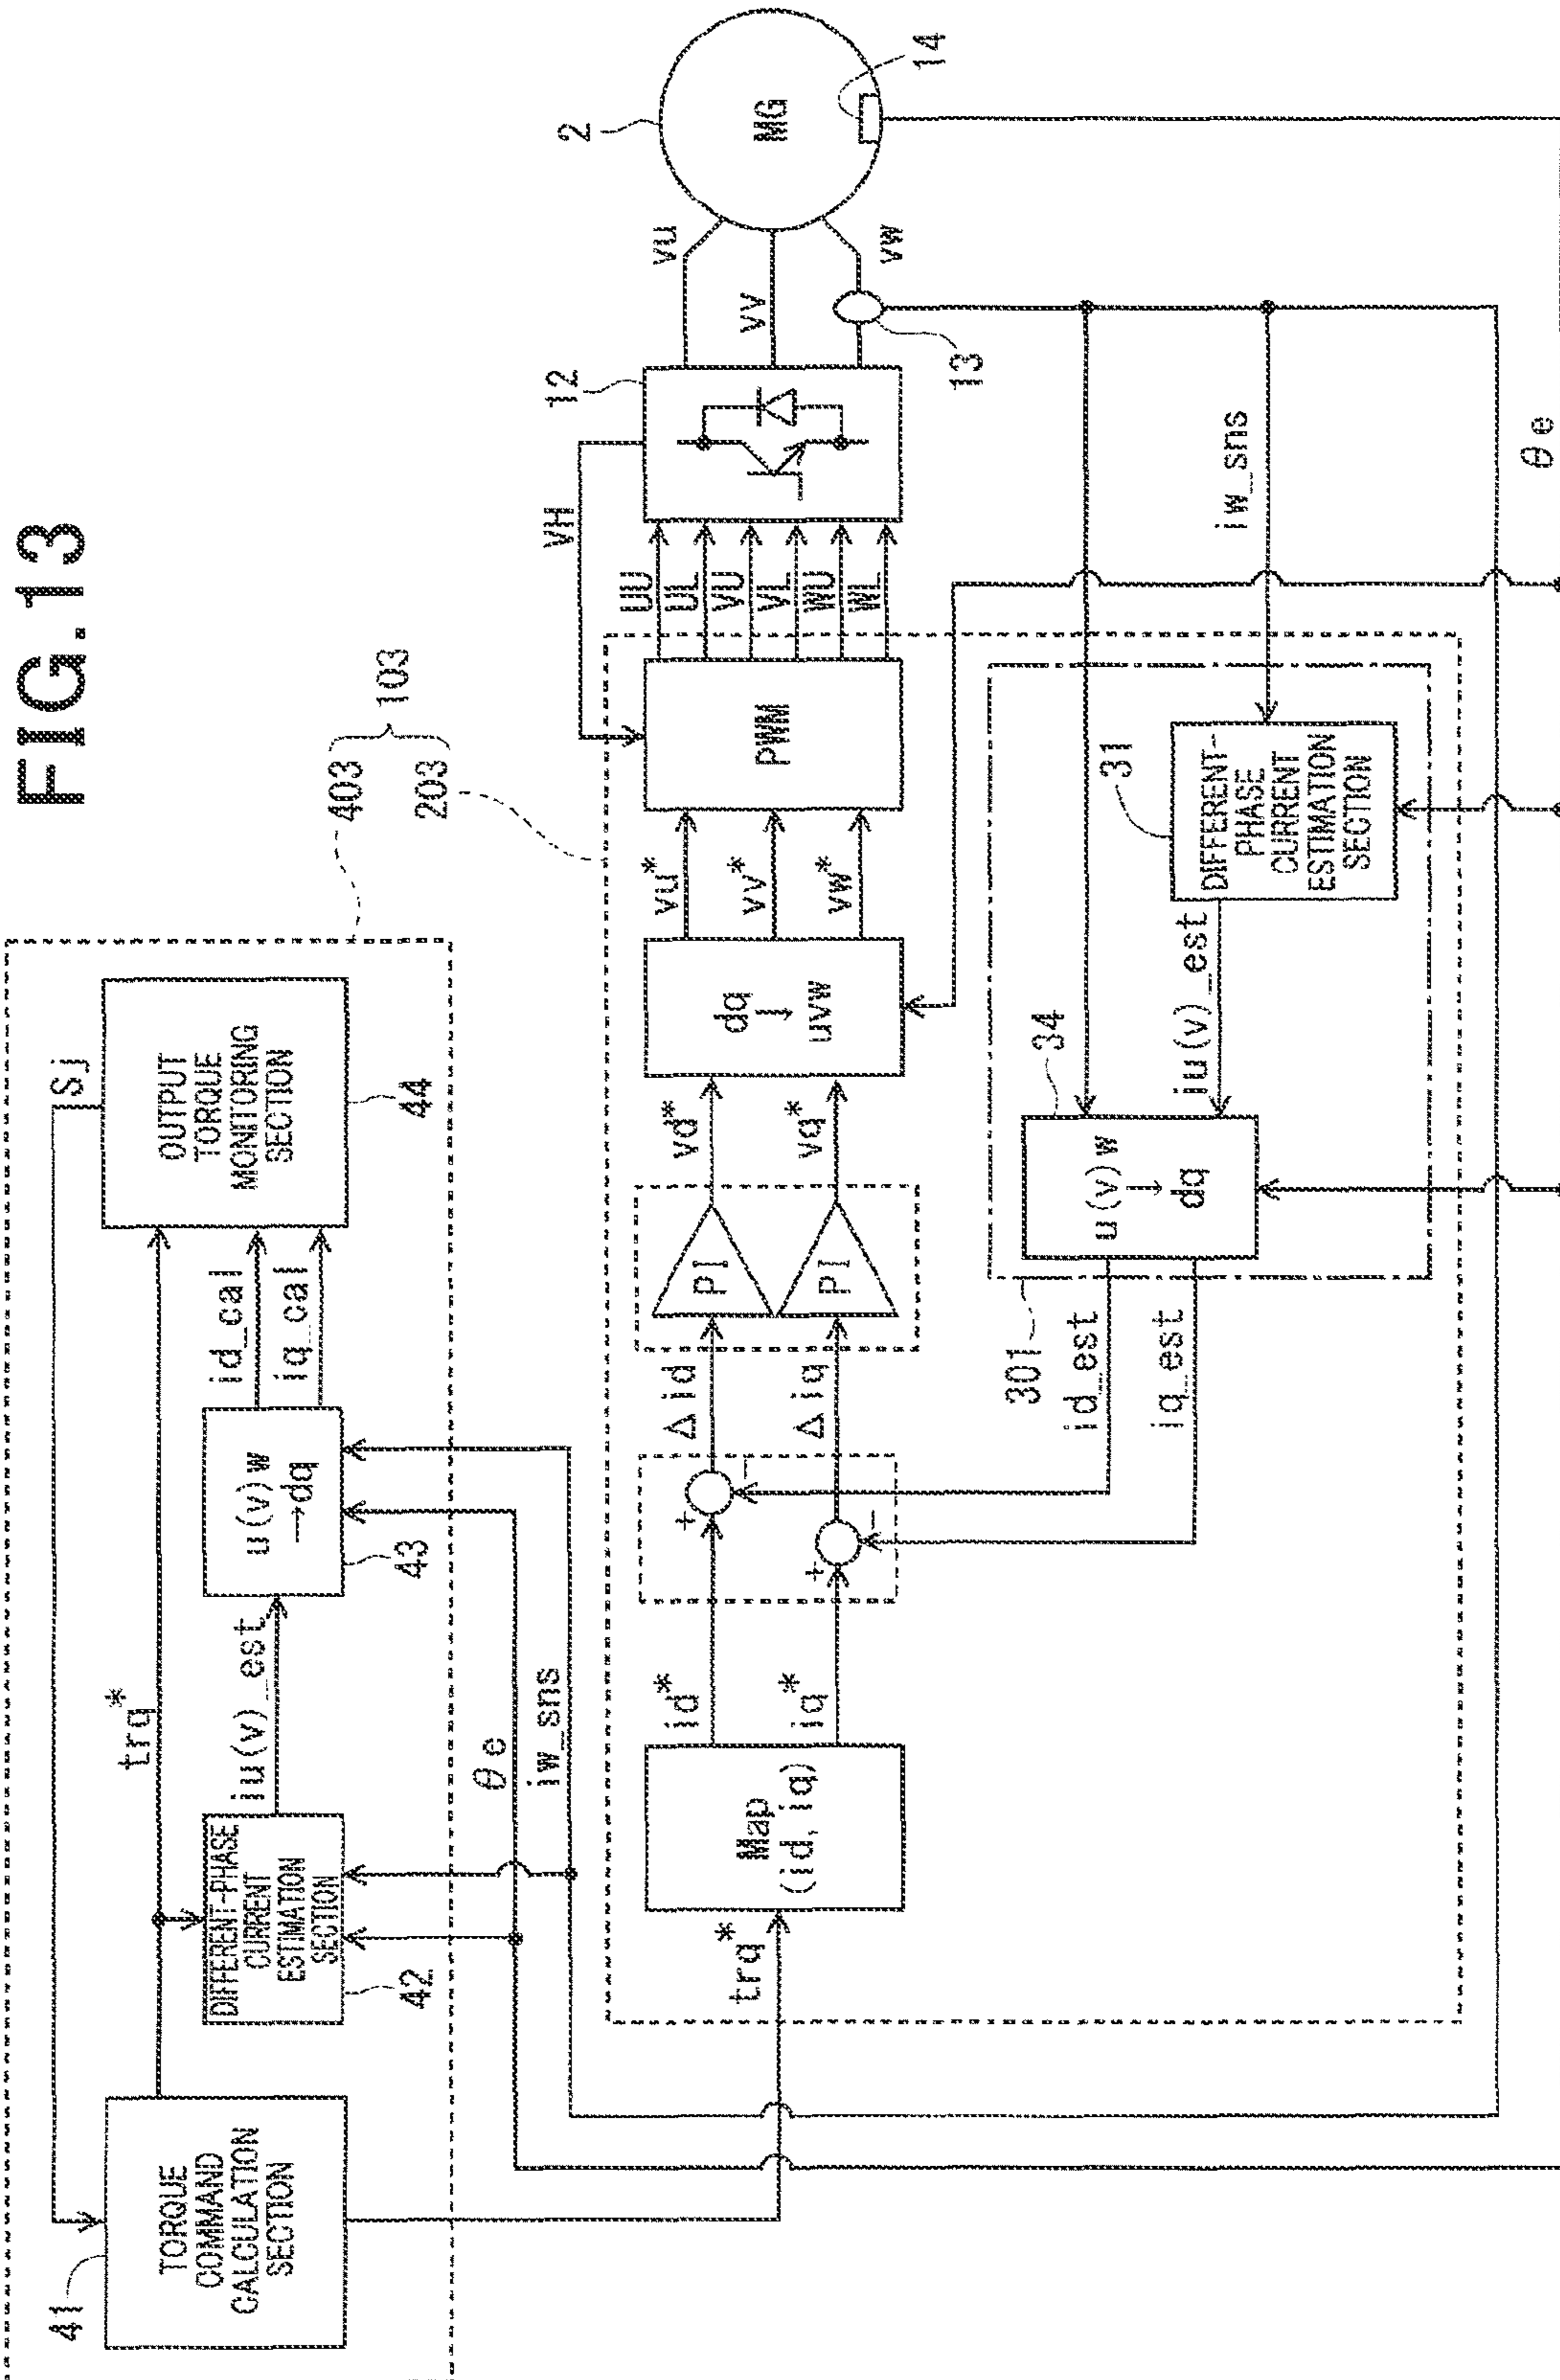 FIG.13
403
203
103
41
TORQUE
COMMAND
CALCULATION
SECTION
Sj
trq*
DIFFERENT-PHASE
CURRENT
ESTIMATION
SECTION
42
iu(v)_est
u(v)w
→dq
43
id_cal
iq_cal
OUTPUT
TORQUE
MONITORING
SECTION
44
θe
iw_sns
trq*
Map
(id, iq)
id*
iq*
+
−
+
−
Δid
Δiq
PI
PI
vd*
vq*
dq
↓
uvw
vu*
vv*
vw*
PWM
VH
UU
UL
VU
VL
WU
WL
12
vu
vv
vw
13
2
MG
14
301
id_est
iq_est
34
u(v)w
↓
dq
iu(v)_est
31
DIFFERENT-
PHASE
CURRENT
ESTIMATION
SECTION
iw_sns
θe